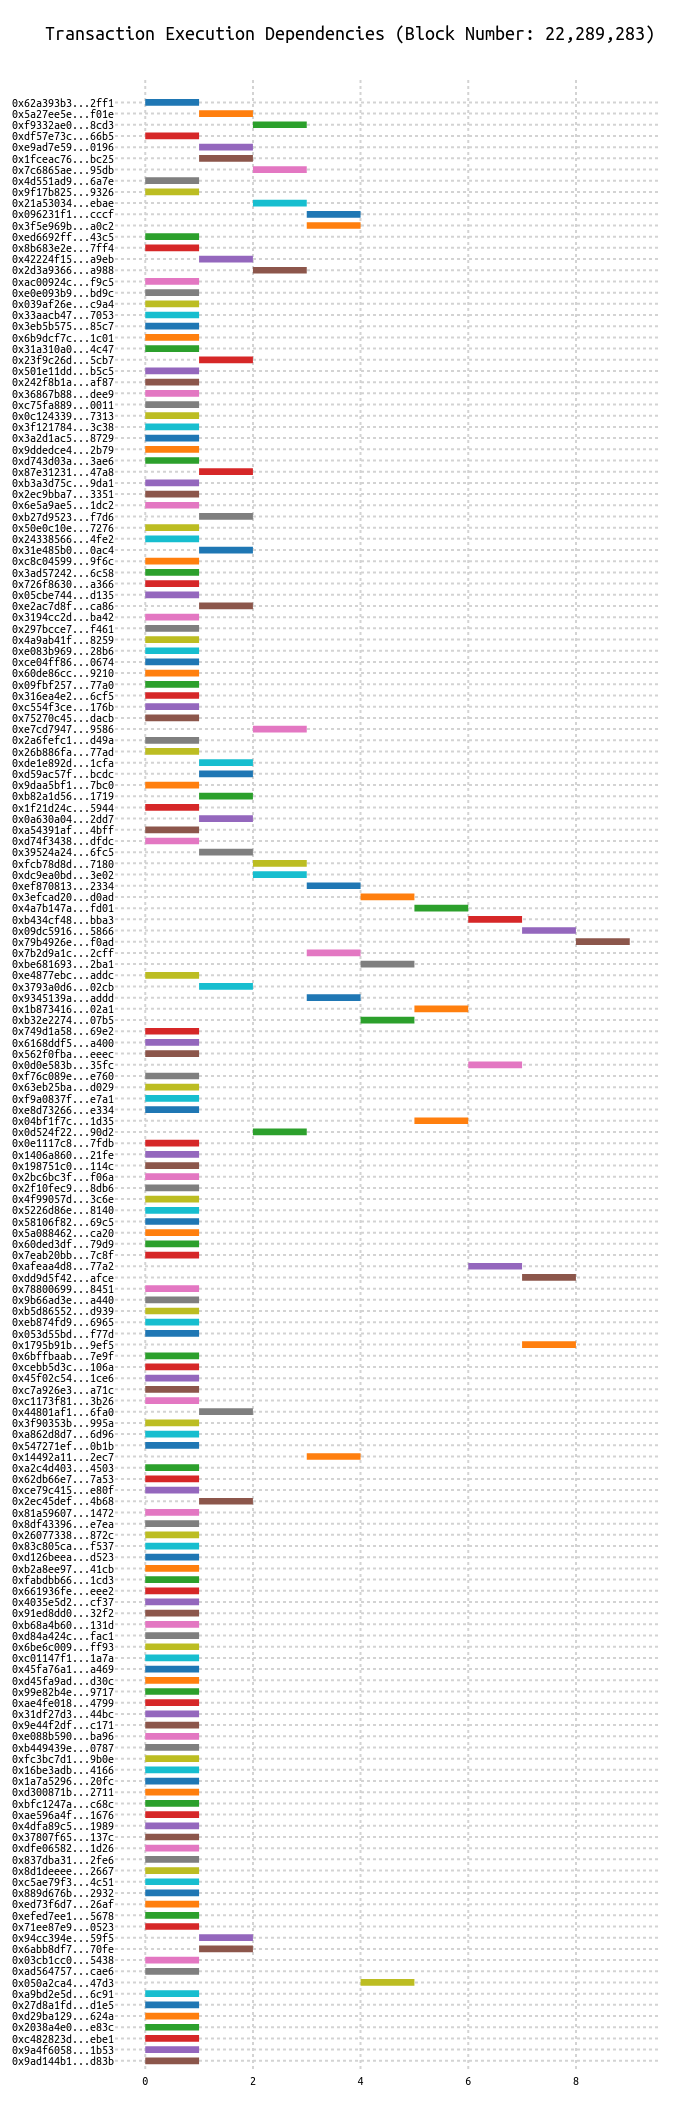 Transaction Execution Dependencies (Block Number: 22,289,283)
0x62a393b3...2ff1
0x5a27ee5e...f01e
0xf9332ae0...8cd3
0xdf57e73c...66b5
0xe9ad7e59...0196
0x1fceac76...bc25
0x7c6865ae...95db
0x4d551ad9...6a7e
0x9f17b825...9326
0x21a53034...ebae
0x096231f1...cccf
0x3f5e969b...a0c2
0xed6692ff...43c5
0x8b683e2e...7ff4
0x42224f15...a9eb
0x2d3a9366...a988
0xac00924c...f9c5
0xe0e093b9...bd9c
0x039af26e...c9a4
0x33aacb47...7053
0x3eb5b575...85c7
0x6b9dcf7c...1c01
0x31a310a0...4c47
0x23f9c26d...5cb7
0x501e11dd...b5c5
0x242f8b1a...af87
0x36867b88...dee9
0xc75fa889...0011
0x0c124339...7313
0x3f121784...3c38
0x3a2d1ac5...8729
0x9ddedce4...2b79
0xd743d03a...3ae6
0x87e31231...47a8
0xb3a3d75c...9da1
0x2ec9bba7...3351
0x6e5a9ae5...1dc2
0xb27d9523...f7d6
0x50e0c10e...7276
0x24338566...4fe2
0x31e485b0...0ac4
0xc8c04599...9f6c
0x3ad57242...6c58
0x726f8630...a366
0x05cbe744...d135
0xe2ac7d8f...ca86
0x3194cc2d...ba42
0x297bcce7...f461
0x4a9ab41f...8259
0xe083b969...28b6
0xce04ff86...0674
0x60de86cc...9210
0x09fbf257...77a0
0x316ea4e2...6cf5
0xc554f3ce...176b
0x75270c45...dacb
0xe7cd7947...9586
0x2a6fefc1...d49a
0x26b886fa...77ad
0xde1e892d...1cfa
0xd59ac57f...bcdc
0x9daa5bf1...7bc0
0xb82a1d56...1719
0x1f21d24c...5944
0x0a630a04...2dd7
0xa54391af...4bff
0xd74f3438...dfdc
0x39524a24...6fc5
0xfcb78d8d...7180
0xdc9ea0bd...3e02
0xef870813...2334
0x3efcad20...d0ad
0x4a7b147a...fd01
0xb434cf48...bba3
0x09dc5916...5866
0x79b4926e...f0ad
0x7b2d9a1c...2cff
0xbe681693...2ba1
0xe4877ebc...addc
0x3793a0d6...02cb
0x9345139a...addd
0x1b873416...02a1
0xb32e2274...07b5
0x749d1a58...69e2
0x6168ddf5...a400
0x562f0fba...eeec
0x0d0e583b...35fc
0xf76c089e...e760
0x63eb25ba...d029
0xf9a0837f...e7a1
0xe8d73266...e334
0x04bf1f7c...1d35
0x0d524f22...90d2
0x0e1117c8...7fdb
0x1406a860...21fe
0x198751c0...114c
0x2bc6bc3f...f06a
0x2f10fec9...8db6
0x4f99057d...3c6e
0x5226d86e...8140
0x58106f82...69c5
0x5a088462...ca20
0x60ded3df...79d9
0x7eab20bb...7c8f
0xafeaa4d8...77a2
0xdd9d5f42...afce
0x78800699...8451
0x9b66ad3e...a440
0xb5d86552...d939
0xeb874fd9...6965
0x053d55bd...f77d
0x1795b91b...9ef5
0x6bffbaab...7e9f
0xcebb5d3c...106a
0x45f02c54...1ce6
0xc7a926e3...a71c
0xc1173f81...3b26
0x44801af1...6fa0
0x3f90353b...995a
0xa862d8d7...6d96
0x547271ef...0b1b
0x14492a11...2ec7
0xa2c4d403...4503
0x62db66e7...7a53
0xce79c415...e80f
0x2ec45def...4b68
0x81a59607...1472
0x8df43396...e7ea
0x26077338...872c
0x83c805ca...f537
0xd126beea...d523
0xb2a8ee97...41cb
0xfabdbb66...1cd3
0x661936fe...eee2
0x4035e5d2...cf37
0x91ed8dd0...32f2
0xb68a4b60...131d
0xd84a424c...fac1
0x6be6c009...ff93
0xc01147f1...1a7a
0x45fa76a1...a469
0xd45fa9ad...d30c
0x99e82b4e...9717
0xae4fe018...4799
0x31df27d3...44bc
0x9e44f2df...c171
0xe088b590...ba96
0xb449439e...0787
0xfc3bc7d1...9b0e
0x16be3adb...4166
0x1a7a5296...20fc
0xd300871b...2711
0xbfc1247a...c68c
0xae596a4f...1676
0x4dfa89c5...1989
0x37807f65...137c
0xdfe06582...1d26
0x837dba31...2fe6
0x8d1deeee...2667
0xc5ae79f3...4c51
0x889d676b...2932
0xed73f6d7...26af
0xefed7ee1...5678
0x71ee87e9...0523
0x94cc394e...59f5
0x6abb8df7...70fe
0x03cb1cc0...5438
0xad564757...cae6
0x050a2ca4...47d3
0xa9bd2e5d...6c91
0x27d8a1fd...d1e5
0xd29ba129...624a
0x2038a4e0...e83c
0xc482823d...ebe1
0x9a4f6058...1b53
0x9ad144b1...d83b
0 2 4 6 8